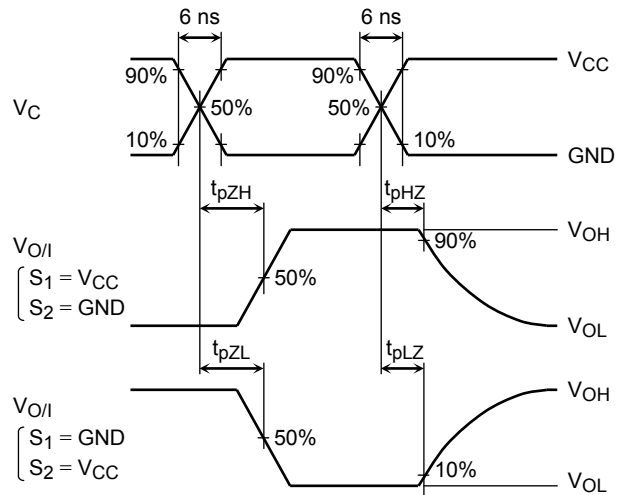 6 ns 6 ns
90% 90% V_CC
V_C 50% 50%
10% 10% GND
t_pZH t_pHZ
V_OH
V_O/I 90%
S_1 = V_CC 50%
S_2 = GND
V_OL
t_pZL t_pLZ
V_OH
V_O/I
S_1 = GND 50%
S_2 = V_CC 10%
V_OL